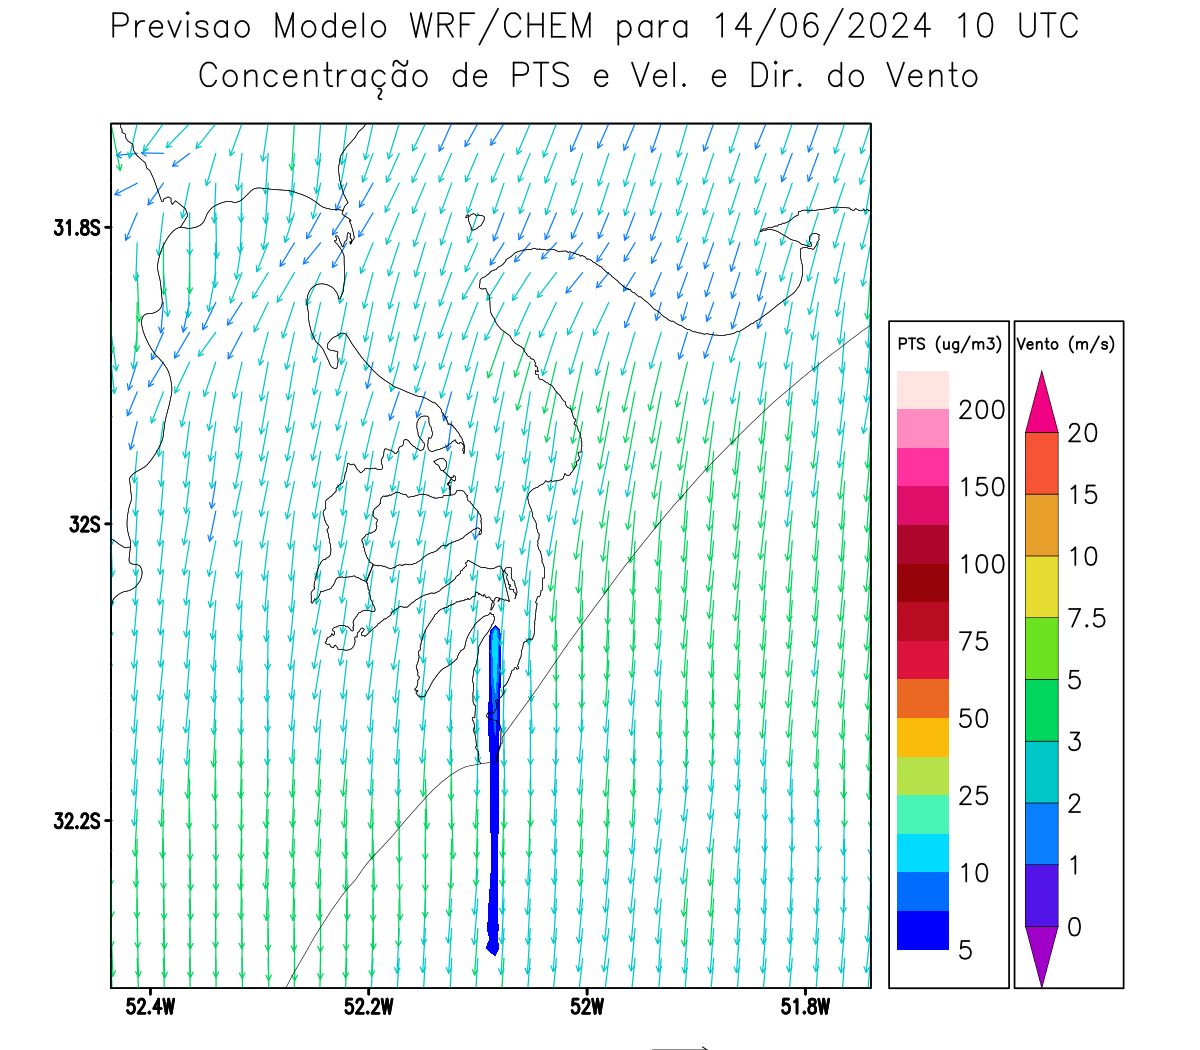 Previsao Modelo WRF/CHEM para 14/06/2024 10 UTC
Concentração de PTS e Vel. e Dir. do Vento
31.8S
32S
32.2S
52.4W
52.2W
52W
51.8W
PTS (ug/m3)
200
150
100
75
50
25
10
5
Vento (m/s)
20
15
10
7.5
5
3
2
1
0